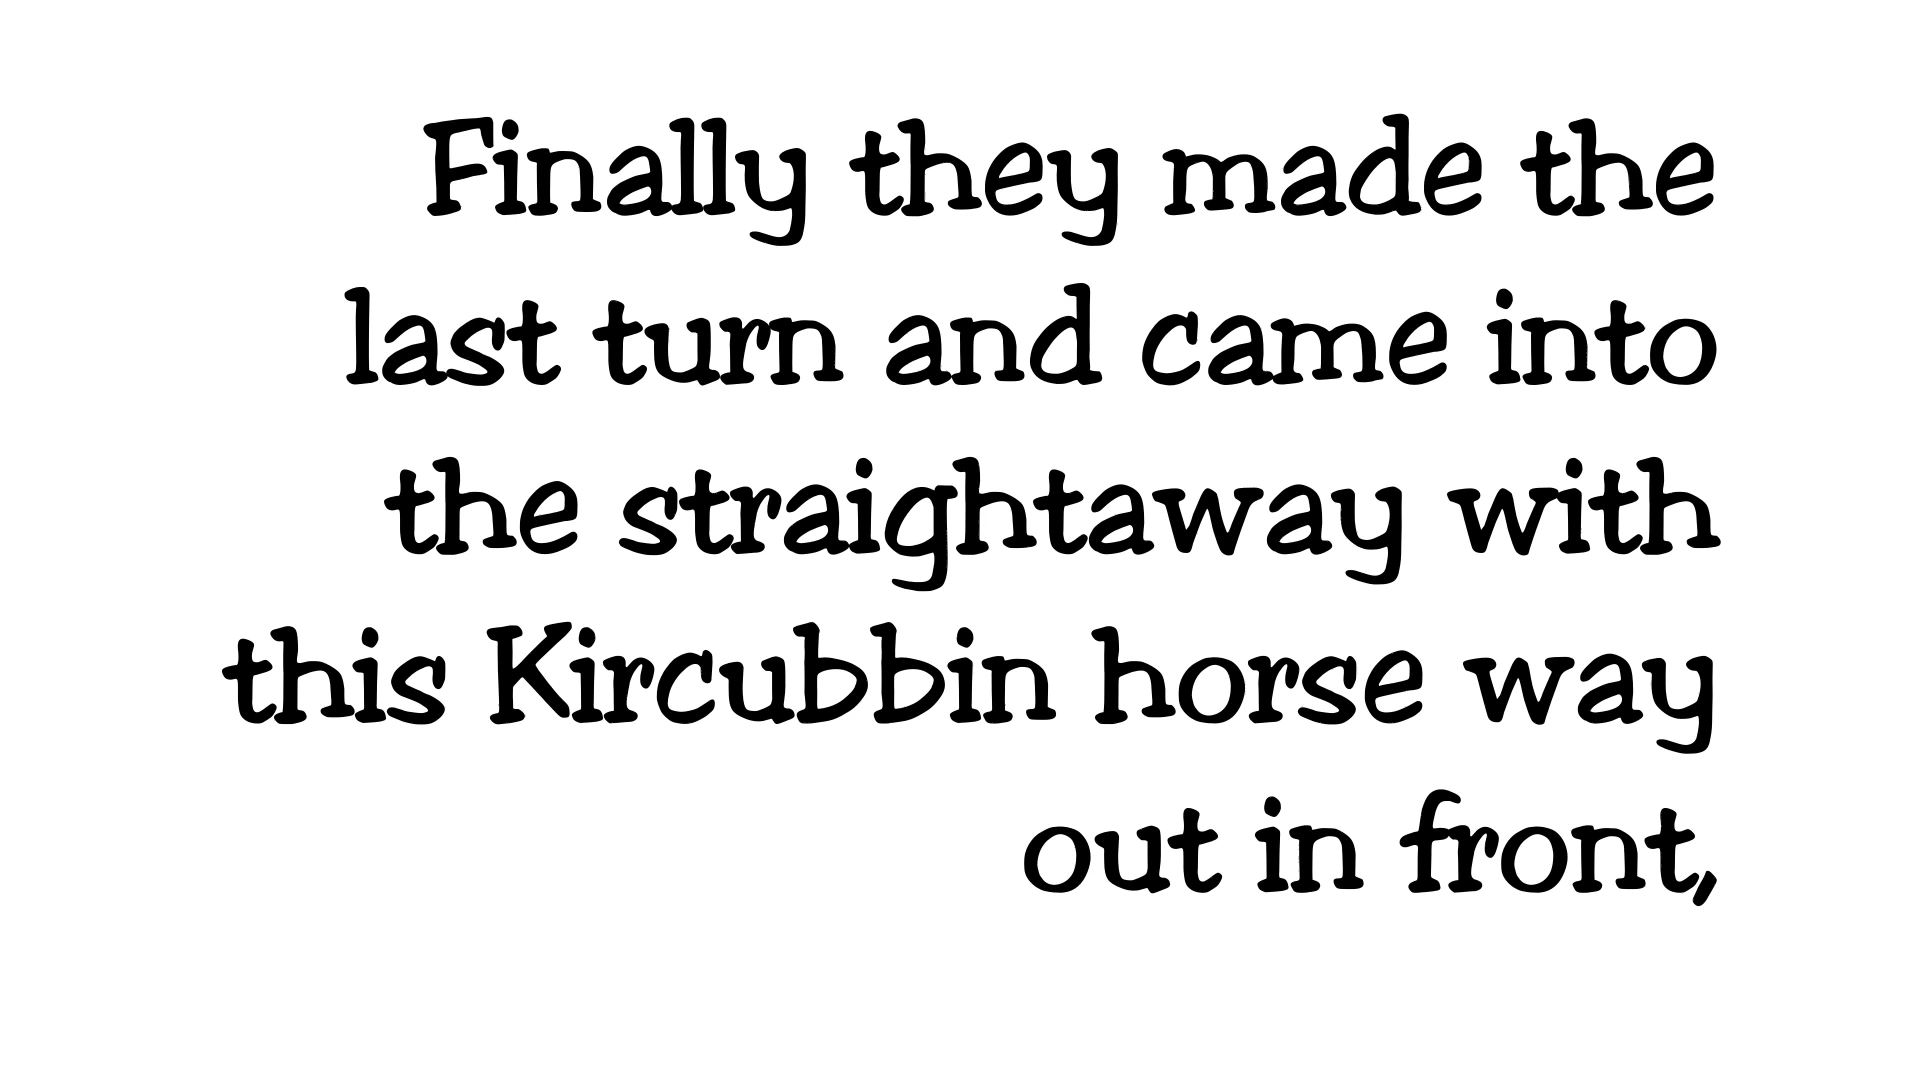 Finally they made the
last turn and came into
the straightaway with
this Kircubbin horse way
out in front,